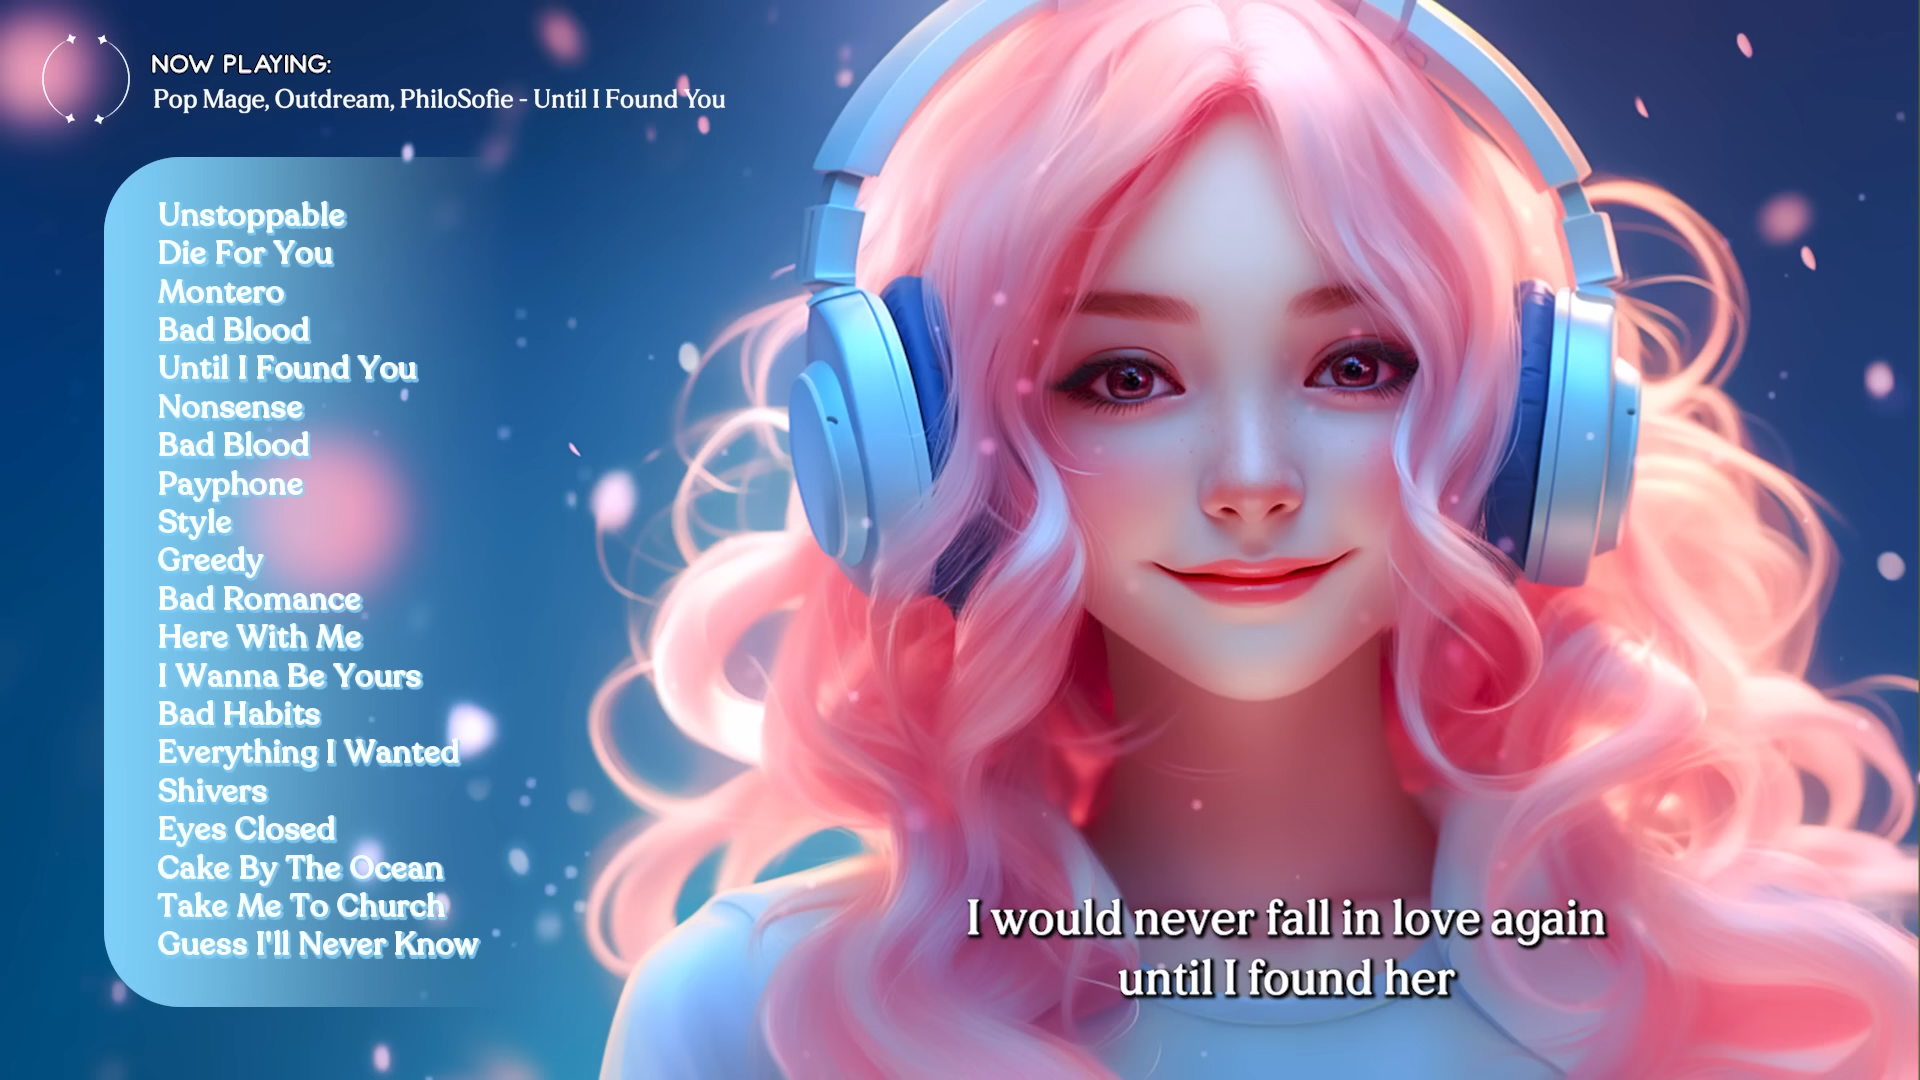 NOW PLAYING:
Pop Mage, Outdream, PhiloSofie - Until I Found You
Unstoppable
Die For You
Montero
Bad Blood
Until I Found You
Nonsense
Bad Blood
Payphone
Style
Greedy
Bad Romance
Here With Me
I Wanna Be Yours
Bad Habits
Everything I Wanted
Shivers
Eyes Closed
Cake By The Ocean
Take Me To Church
Guess I'll Never Know
I would never fall in love again
until I found her